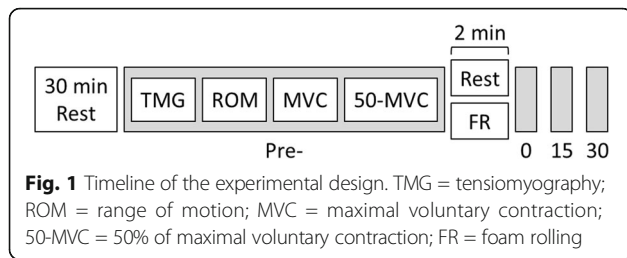 2 min
30 min
Rest
TMG
ROM
MVC
50-MVC
Rest
FR
Pre-
0
15
30
Fig. 1 Timeline of the experimental design. TMG = tensiomyography;
ROM = range of motion; MVC = maximal voluntary contraction;
50-MVC = 50% of maximal voluntary contraction; FR = foam rolling